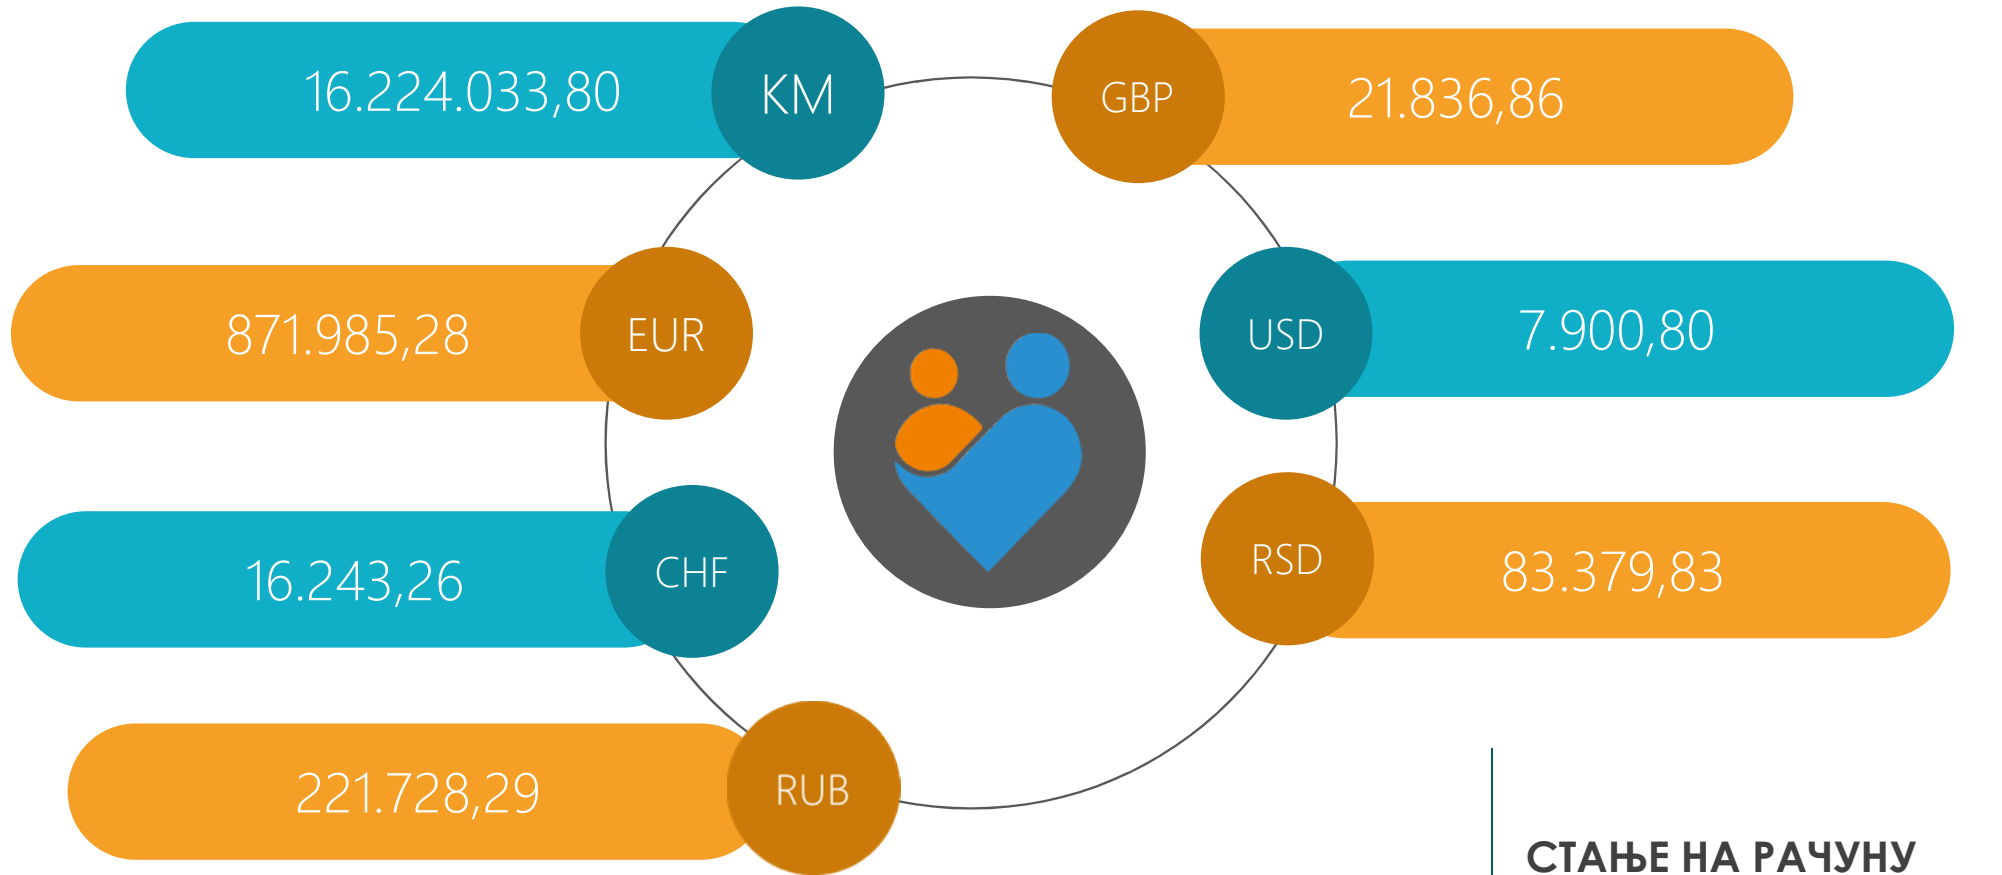 16.224.033,80
KM
GBP
21.836,86
871.985,28
EUR
USD
7.900,80
16.243,26
CHF
RSD
83.379,83
221.728,29
RUB
СТАЊЕ НА РАЧУНУ